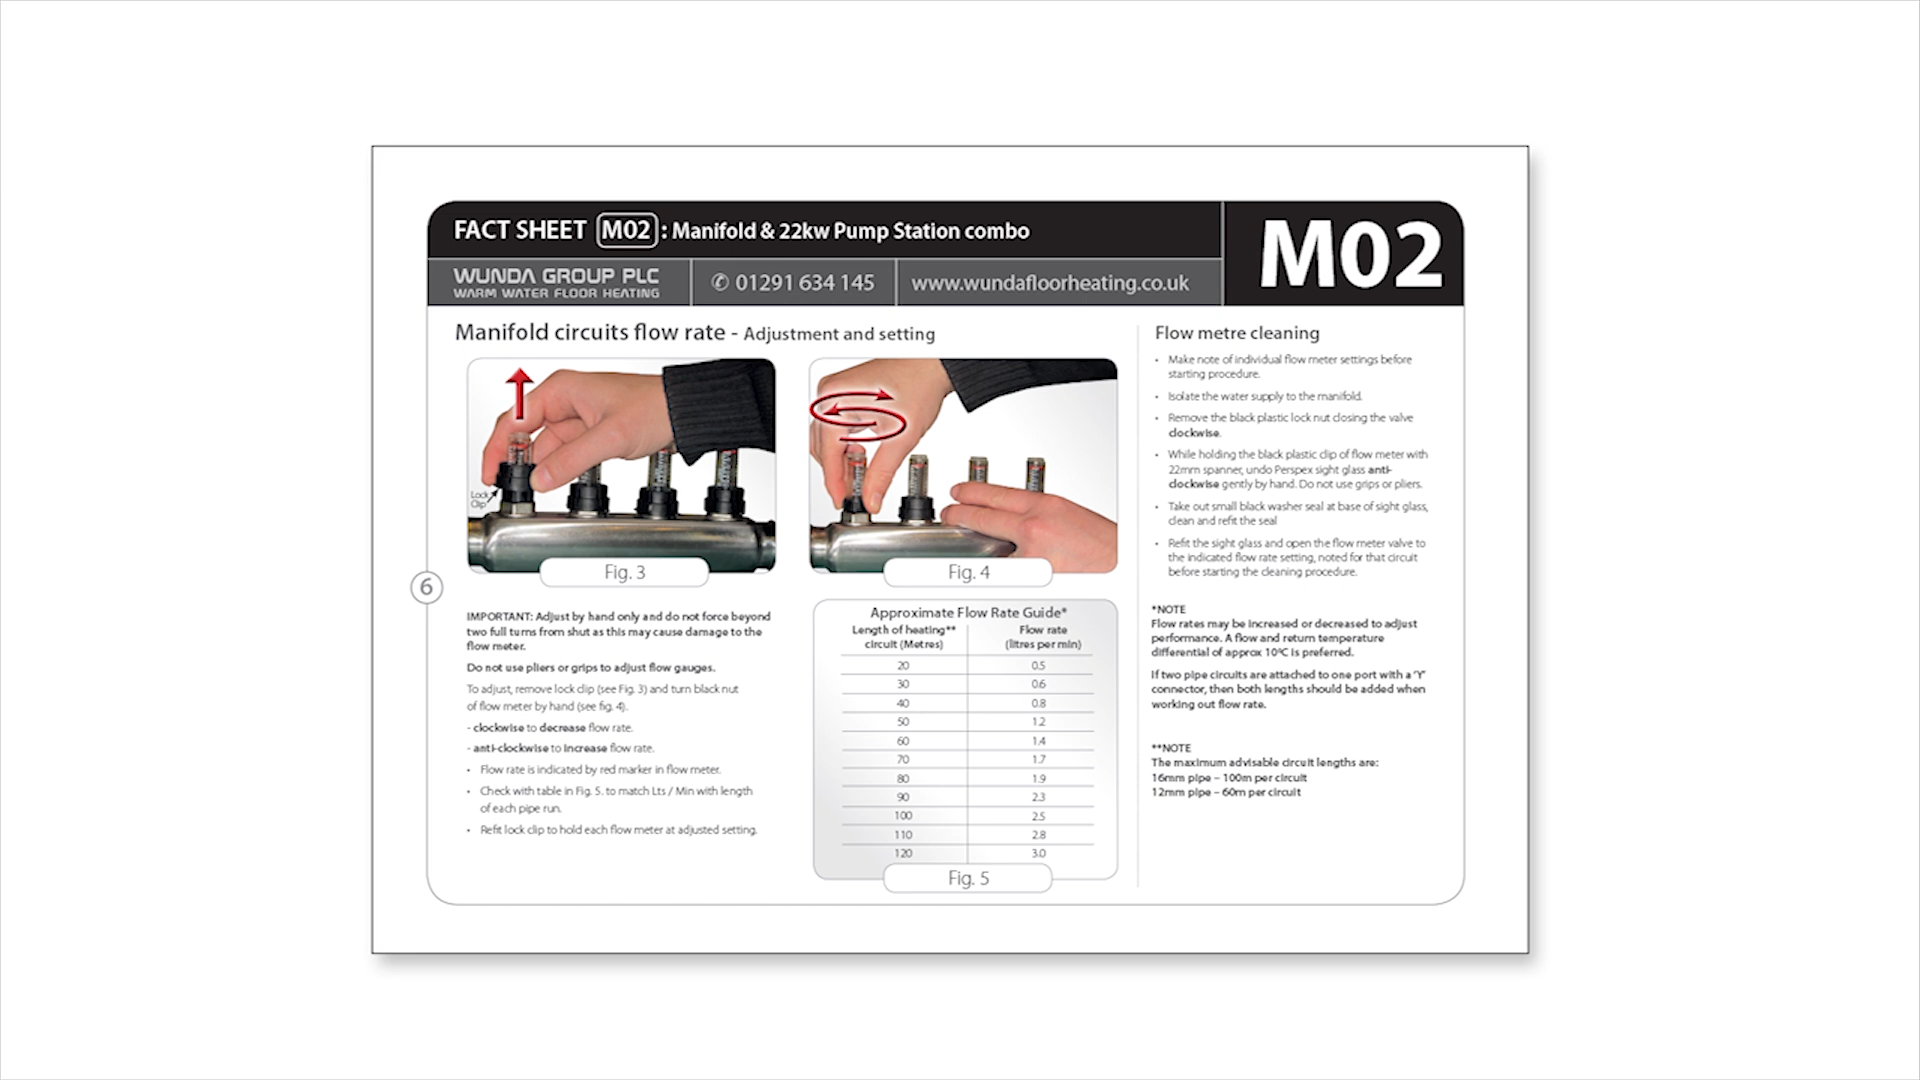 FACT SHEET M02 : Manifold & 22kw Pump Station combo
M02
WUNDA GROUP PLC
WARM WATER FLOOR HEATING
✆ 01291 634 145
www.wundafloorheating.co.uk
Manifold circuits flow rate - Adjustment and setting
Lock
Clip
Fig. 3
Fig. 4
6
IMPORTANT: Adjust by hand only and do not force beyond
two full turns from shut as this may cause damage to the
flow meter.
Do not use pliers or grips to adjust flow gauges.
To adjust, remove lock clip (see Fig. 3) and turn black nut
of flow meter by hand (see fig. 4).
- clockwise to decrease flow rate.
- anti-clockwise to increase flow rate.
• Flow rate is indicated by red marker in flow meter.
• Check with table in Fig. 5. to match Lts / Min with length
of each pipe run.
• Refit lock clip to hold each flow meter at adjusted setting.
Approximate Flow Rate Guide*
Length of heating** Flow rate
circuit (Metres) (litres per min)
20 0.5
30 0.6
40 0.8
50 1.2
60 1.4
70 1.7
80 1.9
90 2.3
100 2.5
110 2.8
120 3.0
Fig. 5
Flow metre cleaning
• Make note of individual flow meter settings before
starting procedure.
• Isolate the water supply to the manifold.
• Remove the black plastic lock nut closing the valve
clockwise.
• While holding the black plastic clip of flow meter with
22mm spanner, undo Perspex sight glass anti-
clockwise gently by hand. Do not use grips or pliers.
• Take out small black washer seal at base of sight glass,
clean and refit the seal
• Refit the sight glass and open the flow meter valve to
the indicated flow rate setting, noted for that circuit
before starting the cleaning procedure.
*NOTE
Flow rates may be increased or decreased to adjust
performance. A flow and return temperature
differential of approx 10ºC is preferred.
If two pipe circuits are attached to one port with a 'Y'
connector, then both lengths should be added when
working out flow rate.
**NOTE
The maximum advisable circuit lengths are:
16mm pipe – 100m per circuit
12mm pipe – 60m per circuit